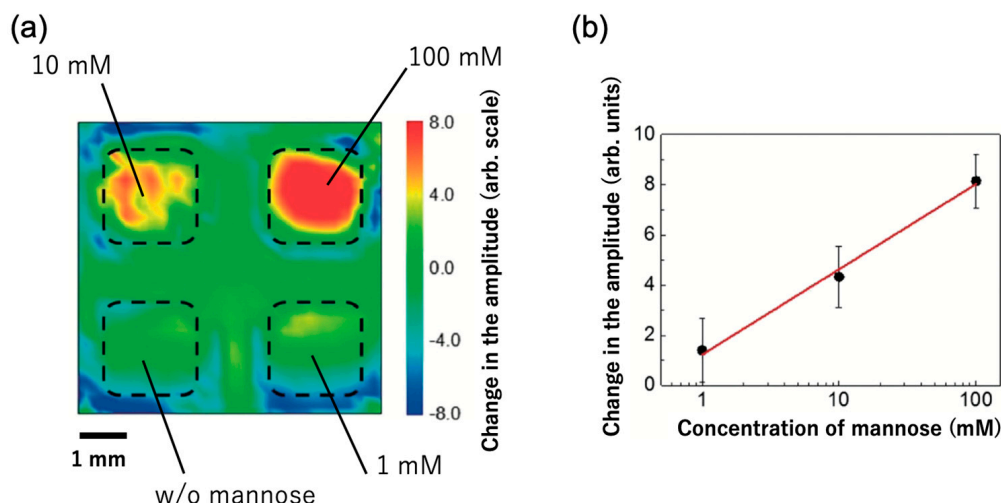 (a)
10 mM
100 mM
8.0
4.0
0.0
-4.0
-8.0
Change in the amplitude (arb. scale)
1 mm
w/o mannose
1 mM
(b)
Change in the amplitude (arb. units)
10
8
6
4
2
0
1
10
100
Concentration of mannose (mM)